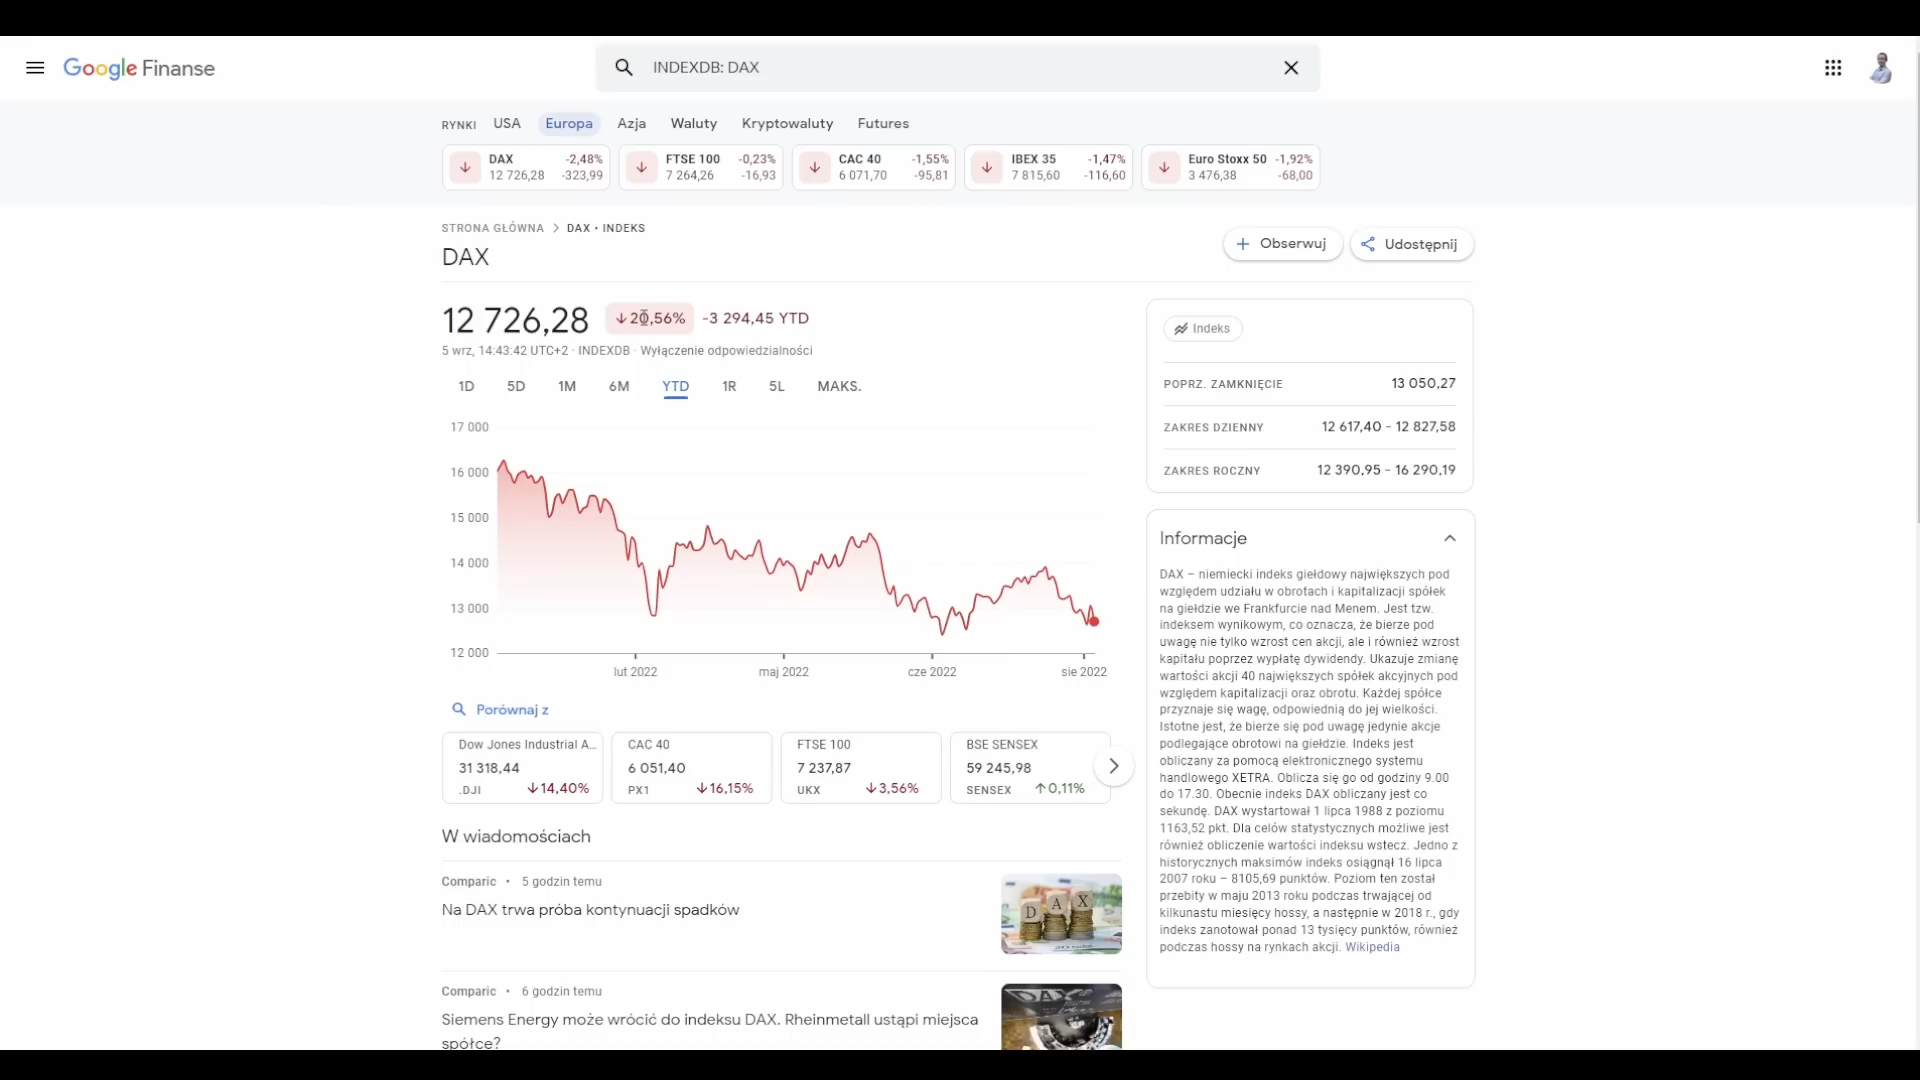 Google Finanse
INDEXDB: DAX
RYNKI USA Europa Azja Waluty Kryptowaluty Futures
DAX -2,48%
12 726,28 -323,99
FTSE 100 -0,23%
7 264,26 -16,93
CAC 40 -1,55%
6 071,70 -95,81
IBEX 35 -1,47%
7 815,60 -116,60
Euro Stoxx 50 -1,92%
3 476,38 -68,00
STRONA GŁÓWNA > DAX • INDEKS
DAX
Obserwuj
Udostępnij
12 726,28 ↓20,56% -3 294,45 YTD
5 wrz, 14:43:42 UTC+2 · INDEXDB · Wyłączenie odpowiedzialności
1D 5D 1M 6M YTD 1R 5L MAKS.
17 000
16 000
15 000
14 000
13 000
12 000
lut 2022 maj 2022 cze 2022 sie 2022
Porównaj z
Dow Jones Industrial A...
31 318,44
.DJI ↓14,40%
CAC 40
6 051,40
PX1 ↓16,15%
FTSE 100
7 237,87
UKX ↓3,56%
BSE SENSEX
59 245,98
SENSEX ↑0,11%
W wiadomościach
Comparic • 5 godzin temu
Na DAX trwa próba kontynuacji spadków
DAX
Comparic • 6 godzin temu
Siemens Energy może wrócić do indeksu DAX. Rheinmetall ustąpi miejsca
spółce?
DAX
Indeks
POPRZ. ZAMKNIĘCIE 13 050,27
ZAKRES DZIENNY 12 617,40 - 12 827,58
ZAKRES ROCZNY 12 390,95 - 16 290,19
Informacje
DAX – niemiecki indeks giełdowy największych pod
względem udziału w obrotach i kapitalizacji spółek
na giełdzie we Frankfurcie nad Menem. Jest tzw.
indeksem wynikowym, co oznacza, że bierze pod
uwagę nie tylko wzrost cen akcji, ale i również wzrost
kapitału poprzez wypłatę dywidendy. Ukazuje zmianę
wartości akcji 40 największych spółek akcyjnych pod
względem kapitalizacji oraz obrotu. Każdej spółce
przyznaje się wagę, odpowiednią do jej wielkości.
Istotne jest, że bierze się pod uwagę jedynie akcje
podlegające obrotowi na giełdzie. Indeks jest
obliczany za pomocą elektronicznego systemu
handlowego XETRA. Oblicza się go od godziny 9.00
do 17.30. Obecnie indeks DAX obliczany jest co
sekundę. DAX wystartował 1 lipca 1988 z poziomu
1163,52 pkt. Dla celów statystycznych możliwe jest
również obliczenie wartości indeksu wstecz. Jedno z
historycznych maksimów indeks osiągnął 16 lipca
2007 roku – 8105,69 punktów. Poziom ten został
przebity w maju 2013 roku podczas trwającej od
kilkunastu miesięcy hossy, a następnie w 2018 r., gdy
indeks zanotował ponad 13 tysięcy punktów, również
podczas hossy na rynkach akcji. Wikipedia